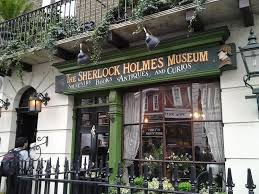 THE SHERLOCK HOLMES MUSEUM
SOUVENIRS BOOKS ANTIQUES AND CURIOS